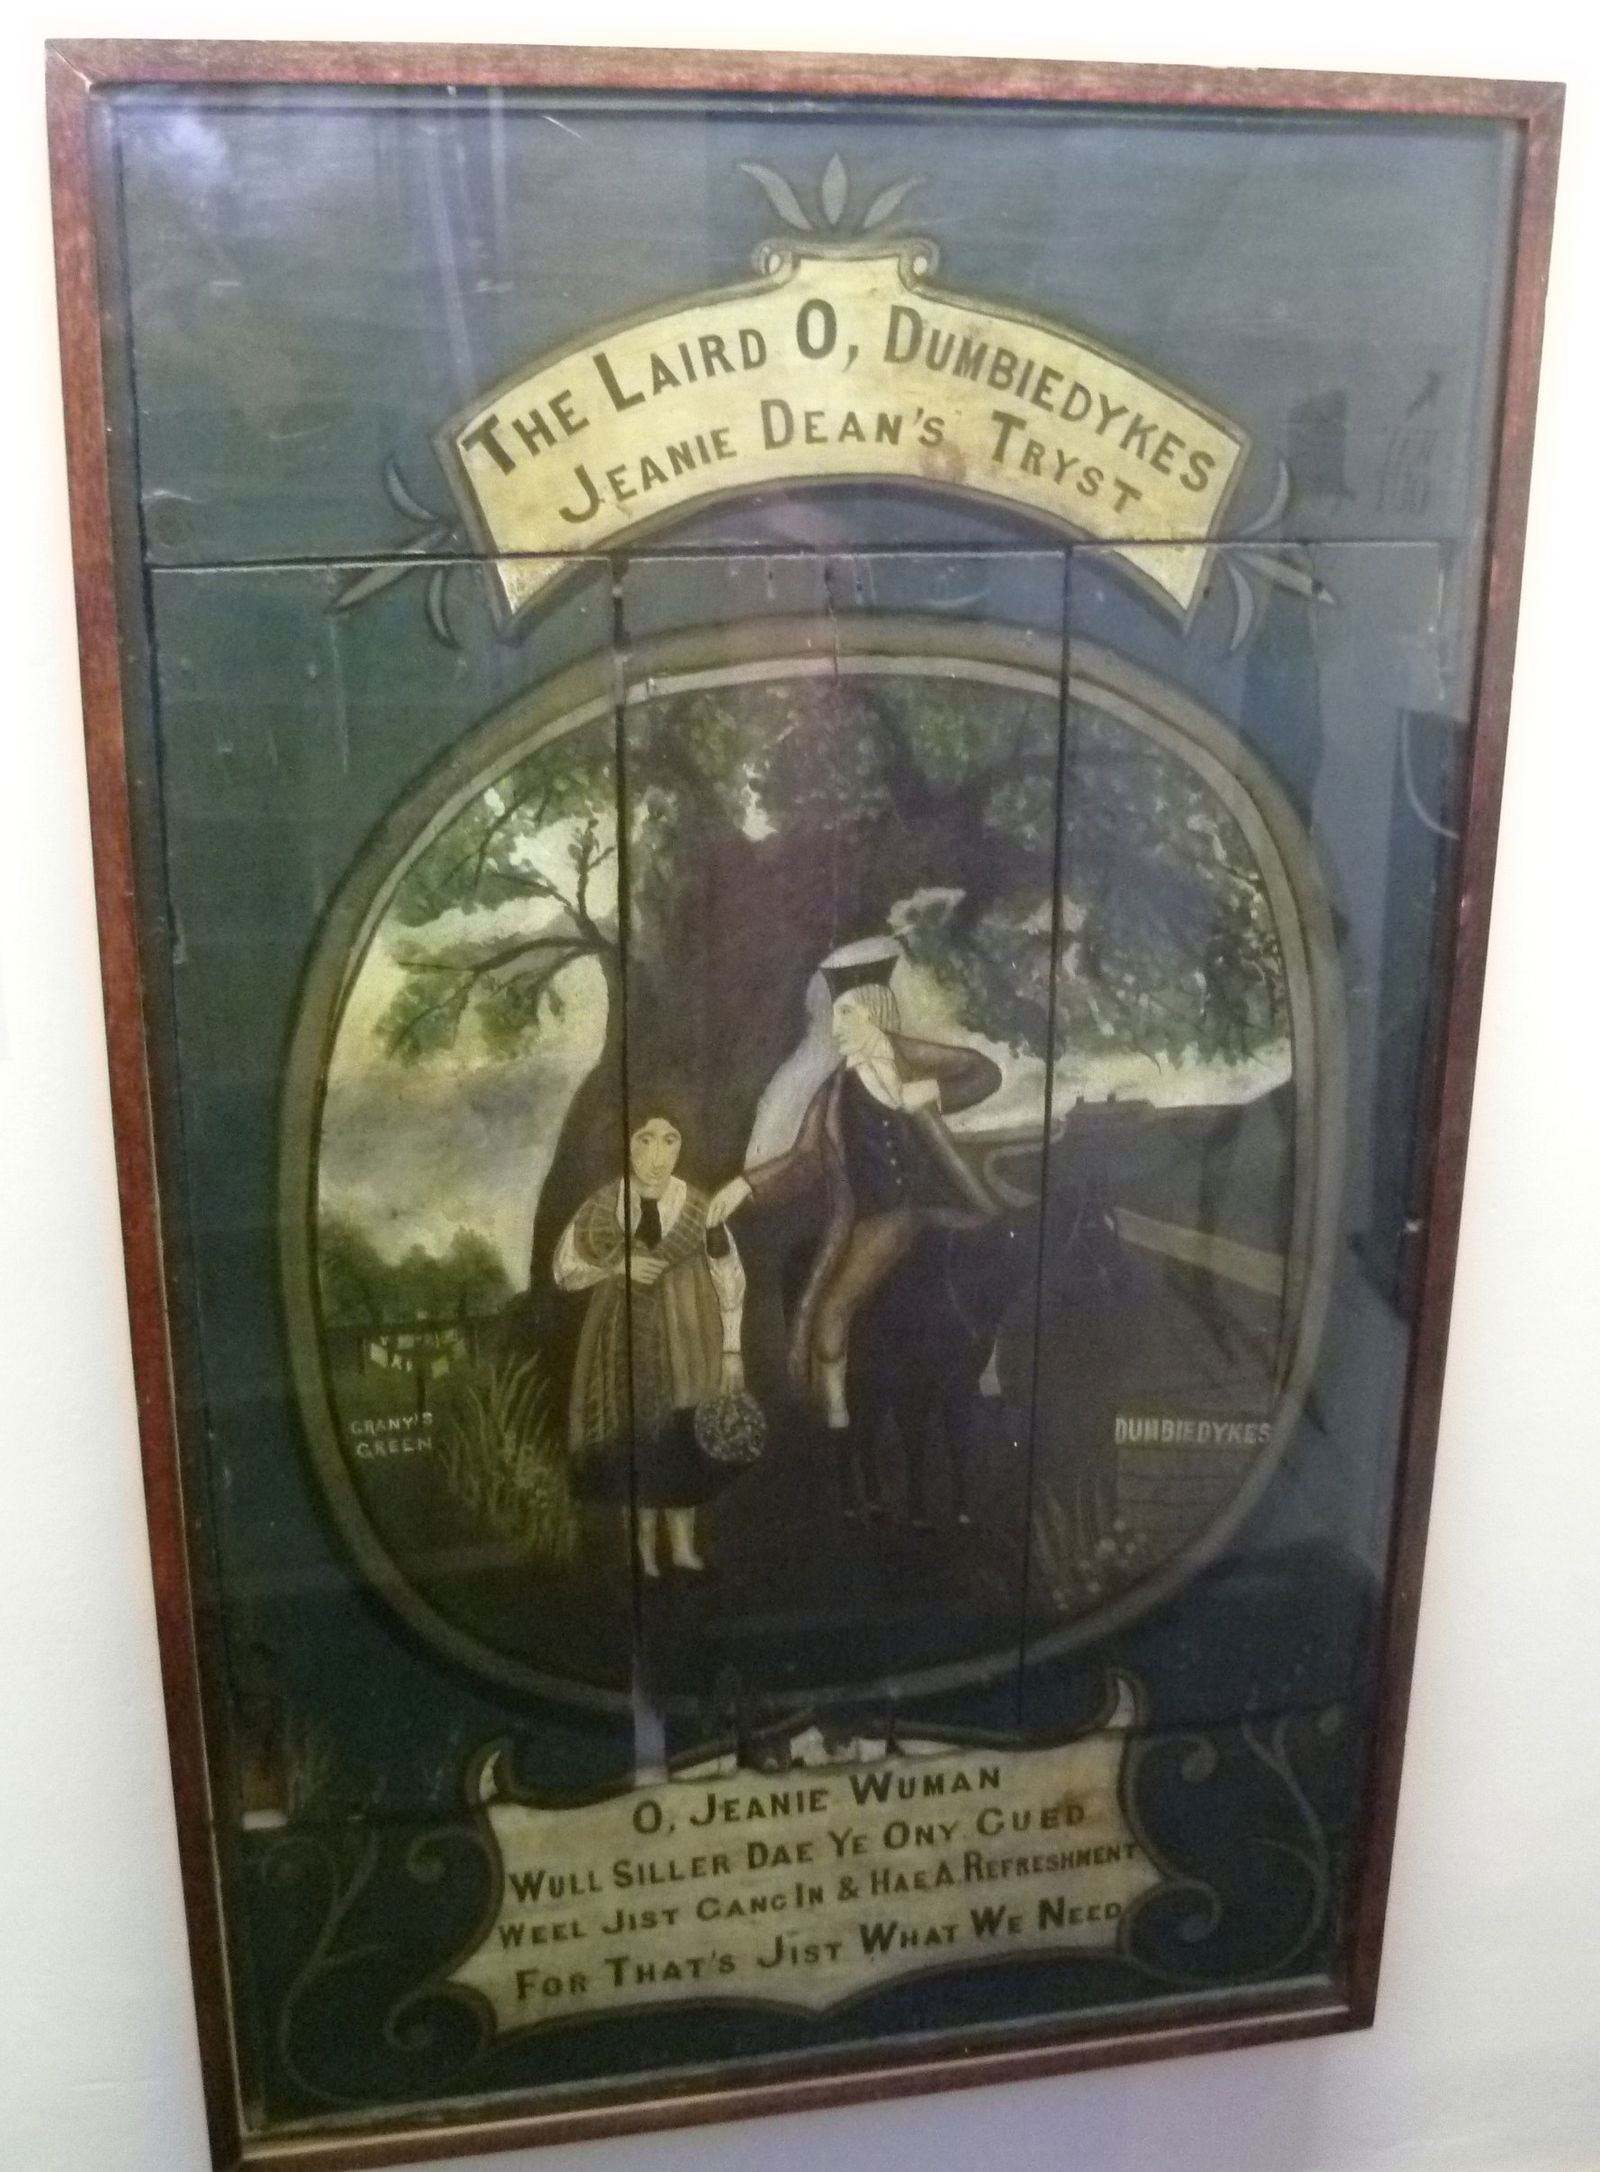 THE LAIRD O, DUMBIEDYKES
JEANIE DEAN'S TRYST
GRANY'S
GREEN
DUMBIEDYKES
O, JEANIE WUMAN
WULL SILLER DAE YE ONY GUED
WEEL JIST GANG IN & HAE A REFRESHMENT
FOR THAT'S JIST WHAT WE NEED